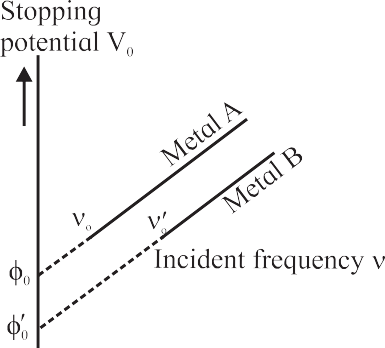 Stopping
potential V₀
Metal A
Metal B
ν₀
ν′₀
Incident frequency ν
ϕ₀
ϕ′₀